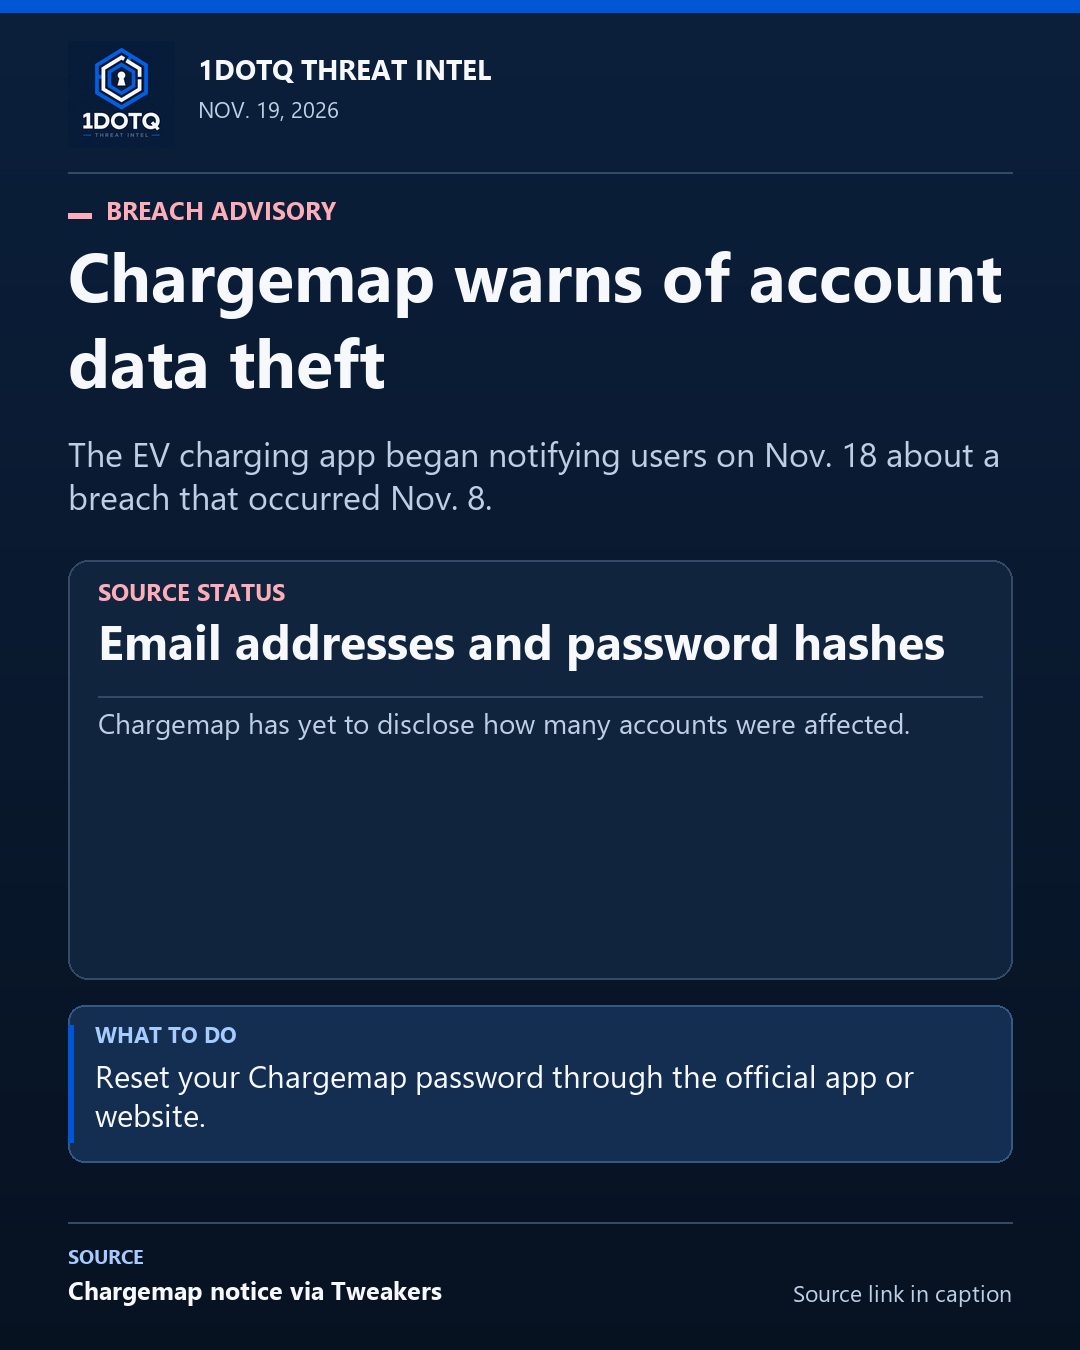 1DOTQ
THREAT INTEL
1DOTQ THREAT INTEL
NOV. 19, 2026
BREACH ADVISORY
Chargemap warns of account
data theft
The EV charging app began notifying users on Nov. 18 about a
breach that occurred Nov. 8.
SOURCE STATUS
Email addresses and password hashes
Chargemap has yet to disclose how many accounts were affected.
WHAT TO DO
Reset your Chargemap password through the official app or
website.
SOURCE
Chargemap notice via Tweakers
Source link in caption